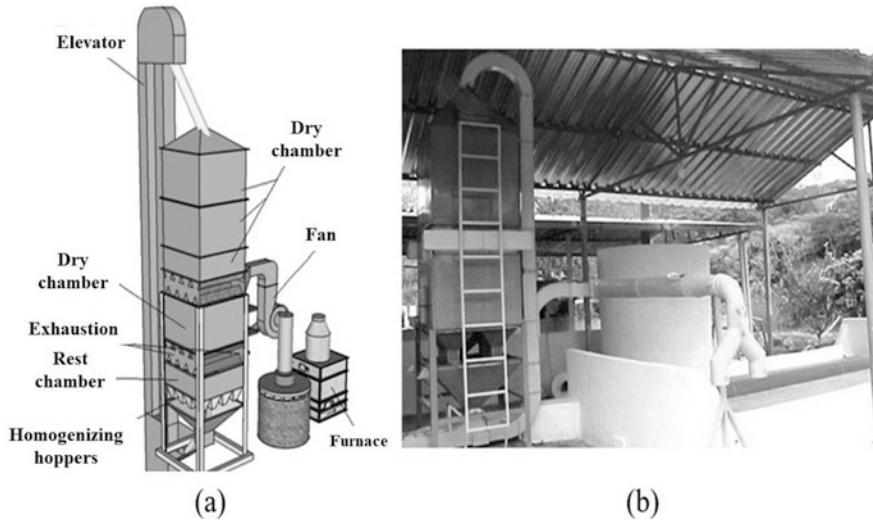 Elevator
Dry
chamber
Fan
Dry
chamber
Exhaustion
Rest
chamber
Homogenizing
hoppers
Furnace
(a)
(b)